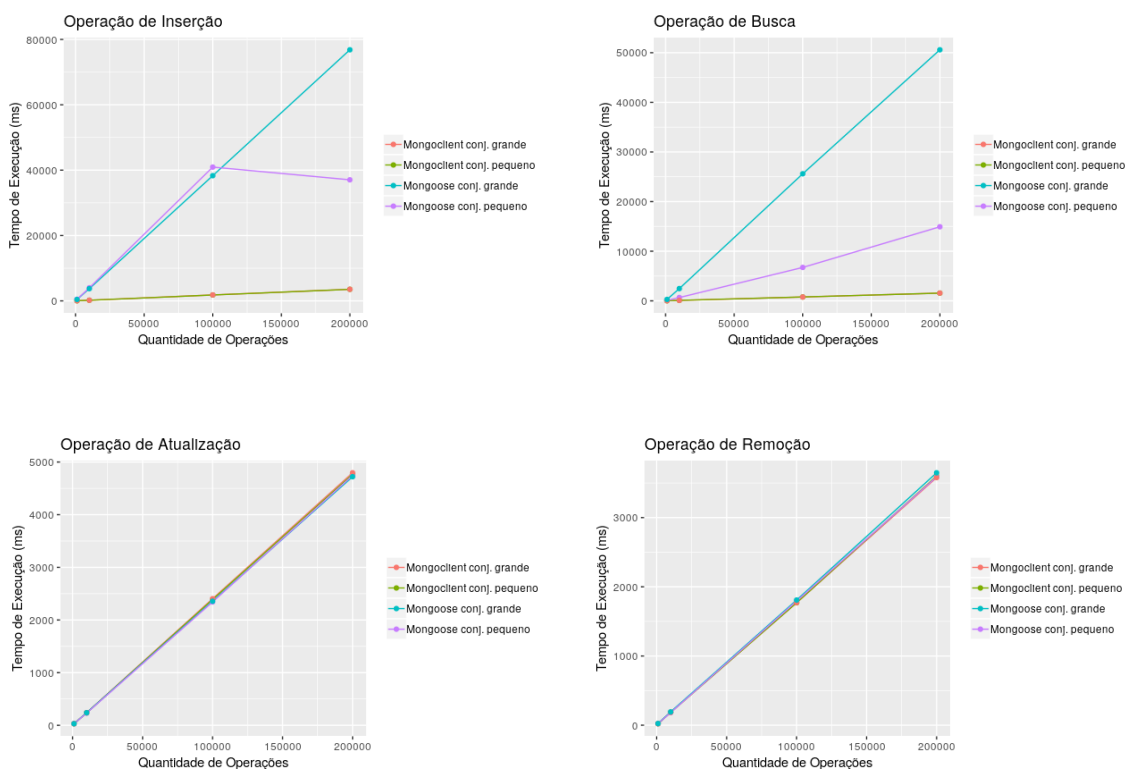 Operação de Inserção
80000
60000
40000
20000
0
0 50000 100000 150000 200000
Quantidade de Operações
Tempo de Execução (ms)
Mongoclient conj. grande
Mongoclient conj. pequeno
Mongoose conj. grande
Mongoose conj. pequeno
Operação de Busca
50000
40000
30000
20000
10000
0
0 50000 100000 150000 200000
Quantidade de Operações
Tempo de Execução (ms)
Mongoclient conj. grande
Mongoclient conj. pequeno
Mongoose conj. grande
Mongoose conj. pequeno
Operação de Atualização
5000
4000
3000
2000
1000
0
0 50000 100000 150000 200000
Quantidade de Operações
Tempo de Execução (ms)
Mongoclient conj. grande
Mongoclient conj. pequeno
Mongoose conj. grande
Mongoose conj. pequeno
Operação de Remoção
3000
2000
1000
0
0 50000 100000 150000 200000
Quantidade de Operações
Tempo de Execução (ms)
Mongoclient conj. grande
Mongoclient conj. pequeno
Mongoose conj. grande
Mongoose conj. pequeno